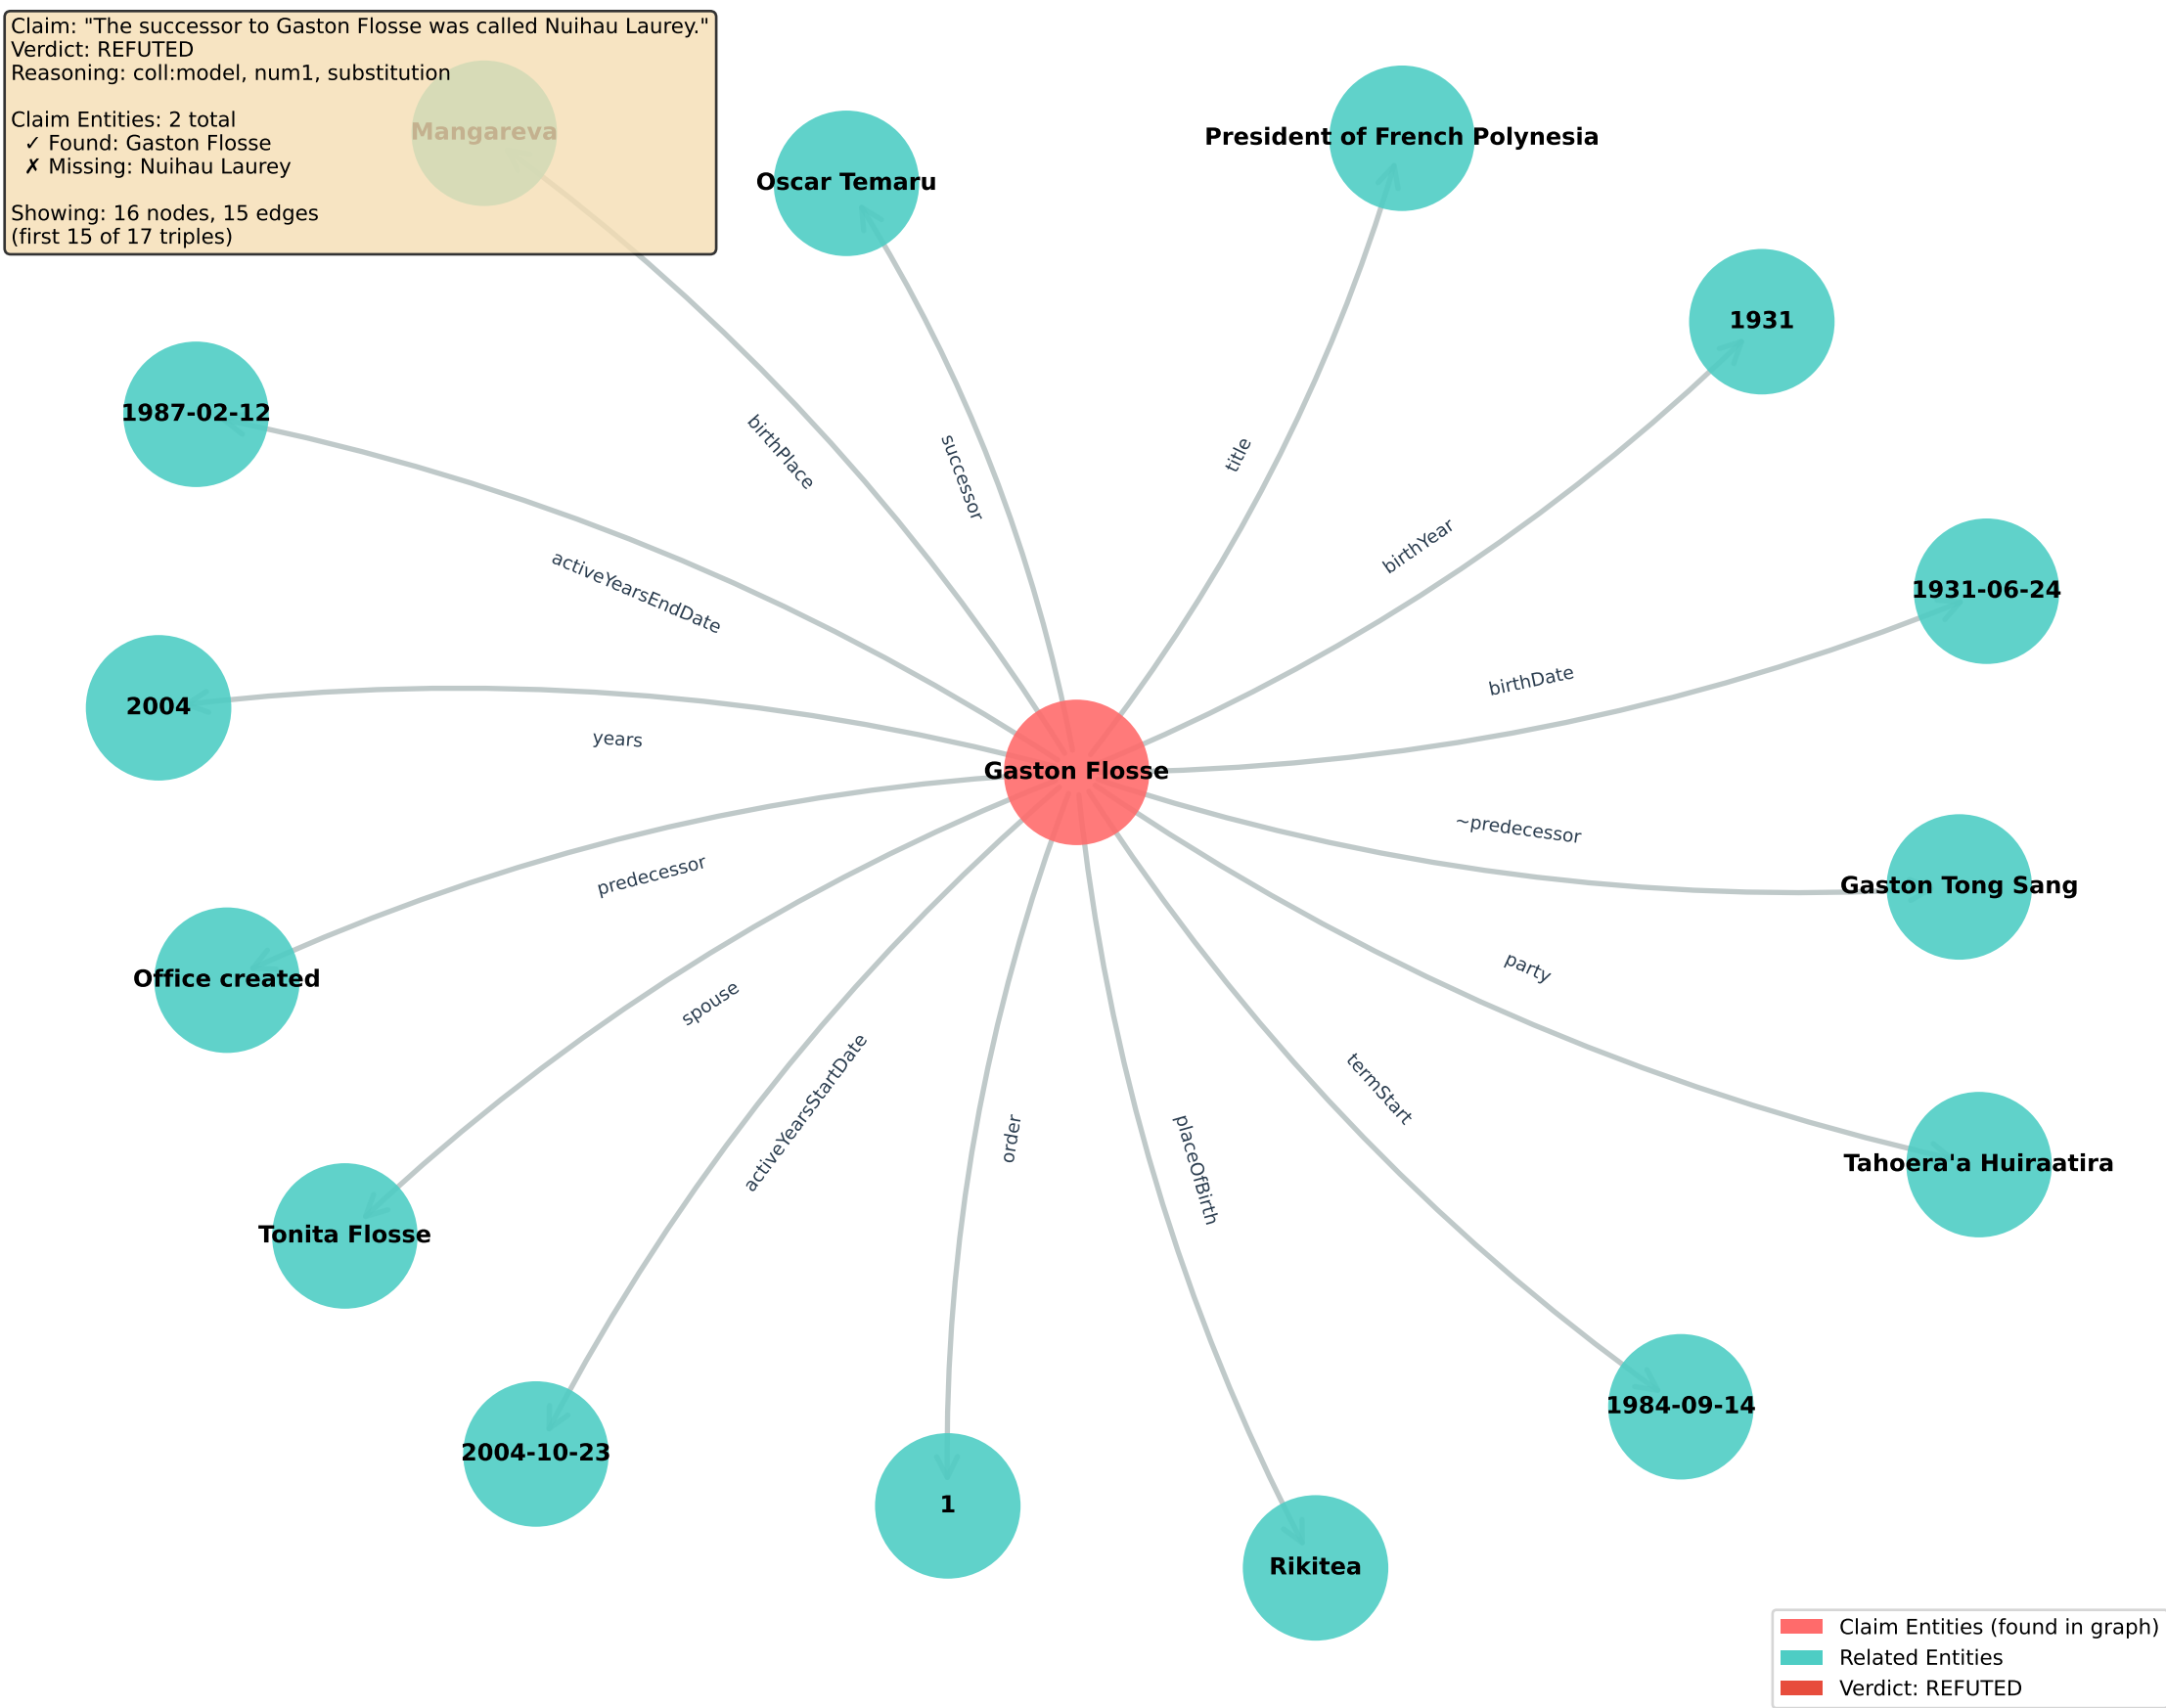 Claim: "The successor to Gaston Flosse was called Nuihau Laurey."
Verdict: REFUTED
Reasoning: coll:model, num1, substitution
Claim Entities: 2 total
✓ Found: Gaston Flosse
✗ Missing: Nuihau Laurey
Showing: 16 nodes, 15 edges
(first 15 of 17 triples)
Mangareva
Oscar Temaru
President of French Polynesia
1931
1987-02-12
birthPlace
successor
title
birthYear
1931-06-24
activeYearsEndDate
birthDate
2004
years
Gaston Flosse
~predecessor
Gaston Tong Sang
predecessor
Office created
party
spouse
activeYearsStartDate
order
placeOfBirth
termStart
Tahoera'a Huiraatira
Tonita Flosse
1984-09-14
2004-10-23
1
Rikitea
Claim Entities (found in graph)
Related Entities
Verdict: REFUTED